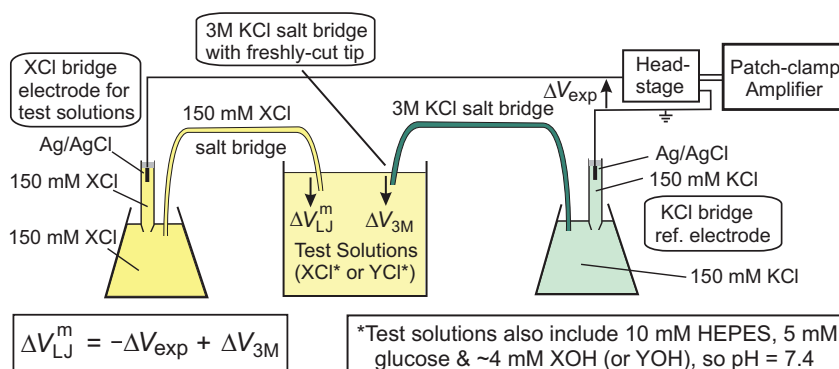 3M KCl salt bridge
with freshly-cut tip
XCl bridge
electrode for
test solutions
Head-
stage
Patch-clamp
Amplifier
ΔVexp
150 mM XCl
salt bridge
3M KCl salt bridge
Ag/AgCl
150 mM XCl
150 mM XCl
ΔVLJm
ΔV3M
Test Solutions
(XCl* or YCl*)
Ag/AgCl
150 mM KCl
KCl bridge
ref. electrode
150 mM KCl
ΔVLJm = −ΔVexp + ΔV3M
*Test solutions also include 10 mM HEPES, 5 mM
glucose & ~4 mM XOH (or YOH), so pH = 7.4